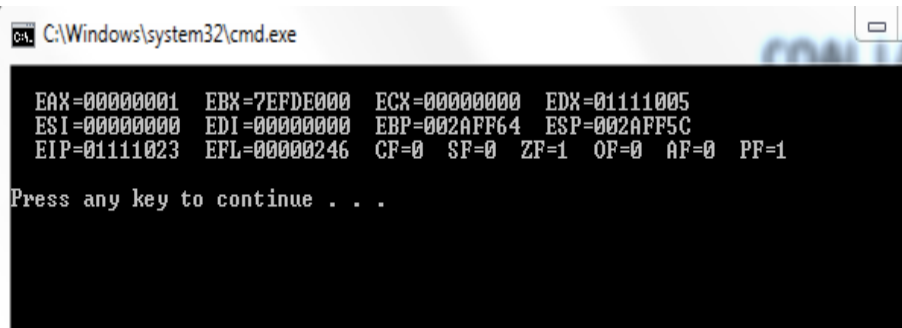 C:\Windows\system32\cmd.exe
EAX=00000001 EBX=7EFDE000 ECX=00000000 EDX=01111005
ESI=00000000 EDI=00000000 EBP=002AFF64 ESP=002AFF5C
EIP=01111023 EFL=00000246 CF=0 SF=0 ZF=1 OF=0 AF=0 PF=1
Press any key to continue . . .